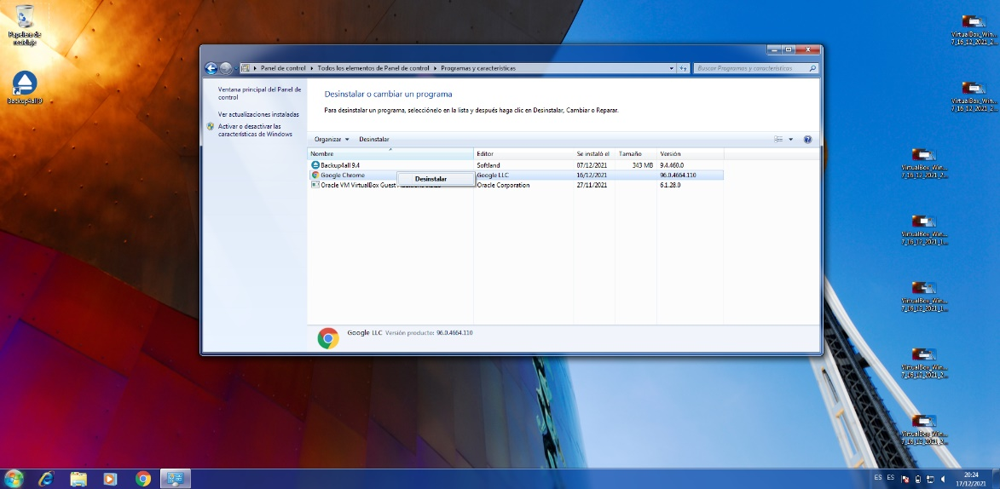 Papelera de
reciclaje
Backup4all 9
Panel de control
Todos los elementos de Panel de control
Programas y características
Buscar Programas y características
Ventana principal del Panel de
control
Ver actualizaciones instaladas
Activar o desactivar las
características de Windows
Desinstalar o cambiar un programa
Para desinstalar un programa, selecciónelo en la lista y después haga clic en Desinstalar, Cambiar o Reparar.
Organizar Desinstalar
Nombre Editor Se instaló el Tamaño Versión
Backup4all 9.4 Softland 07/12/2021 343 MB 9.4.460.0
Google Chrome Google LLC 16/12/2021 96.0.4664.110
Desinstalar
Oracle VM VirtualBox Guest Oracle Corporation 27/11/2021 6.1.28.0
Google LLC Versión producto: 96.0.4664.110
VirtualBox_Win...
7_16_12_2021_2...
VirtualBox_Win...
7_16_12_2021_2...
VirtualBox_Win...
7_16_12_2021_2...
VirtualBox_Win...
7_16_12_2021_1...
VirtualBox_Win...
7_16_12_2021_1...
VirtualBox_Win...
7_16_12_2021_2...
VirtualBox_Win...
7_16_12_2021_2...
ES ES
20:24
17/12/2021